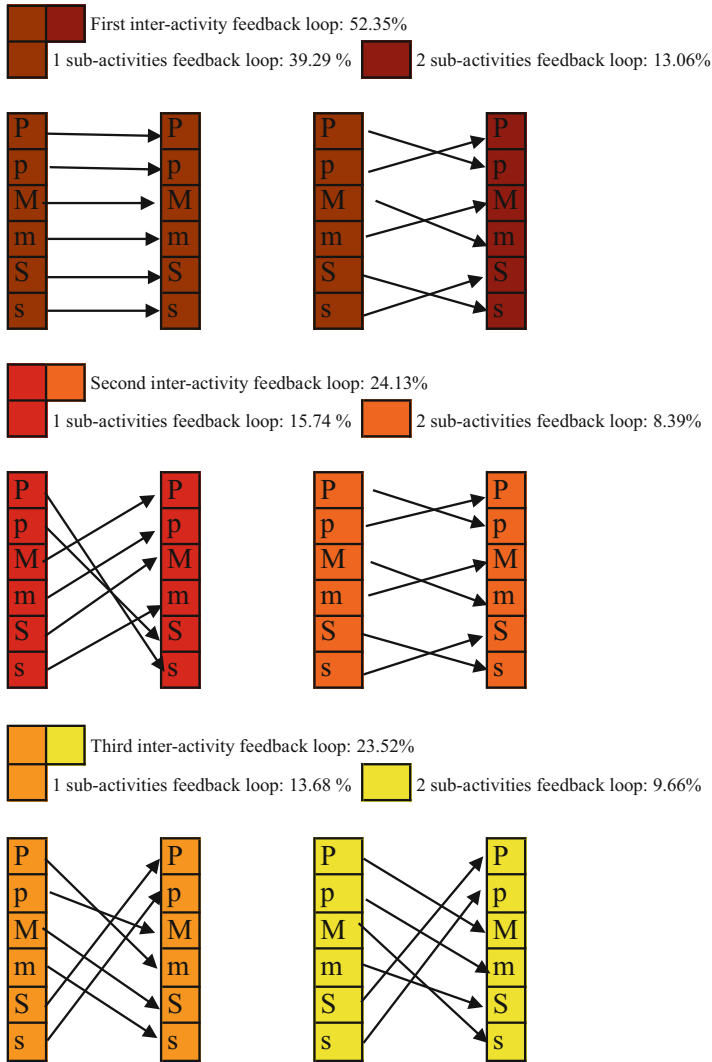 First inter-activity feedback loop: 52.35%
1 sub-activities feedback loop: 39.29 % 2 sub-activities feedback loop: 13.06%
P P P P
p p p p
M M M M
m m m m
S S S S
s s s s
Second inter-activity feedback loop: 24.13%
1 sub-activities feedback loop: 15.74 % 2 sub-activities feedback loop: 8.39%
P P P P
p p p p
M M M M
m m m m
S S S S
s s s s
Third inter-activity feedback loop: 23.52%
1 sub-activities feedback loop: 13.68 % 2 sub-activities feedback loop: 9.66%
P P P P
p p p p
M M M M
m m m m
S S S S
s s s s